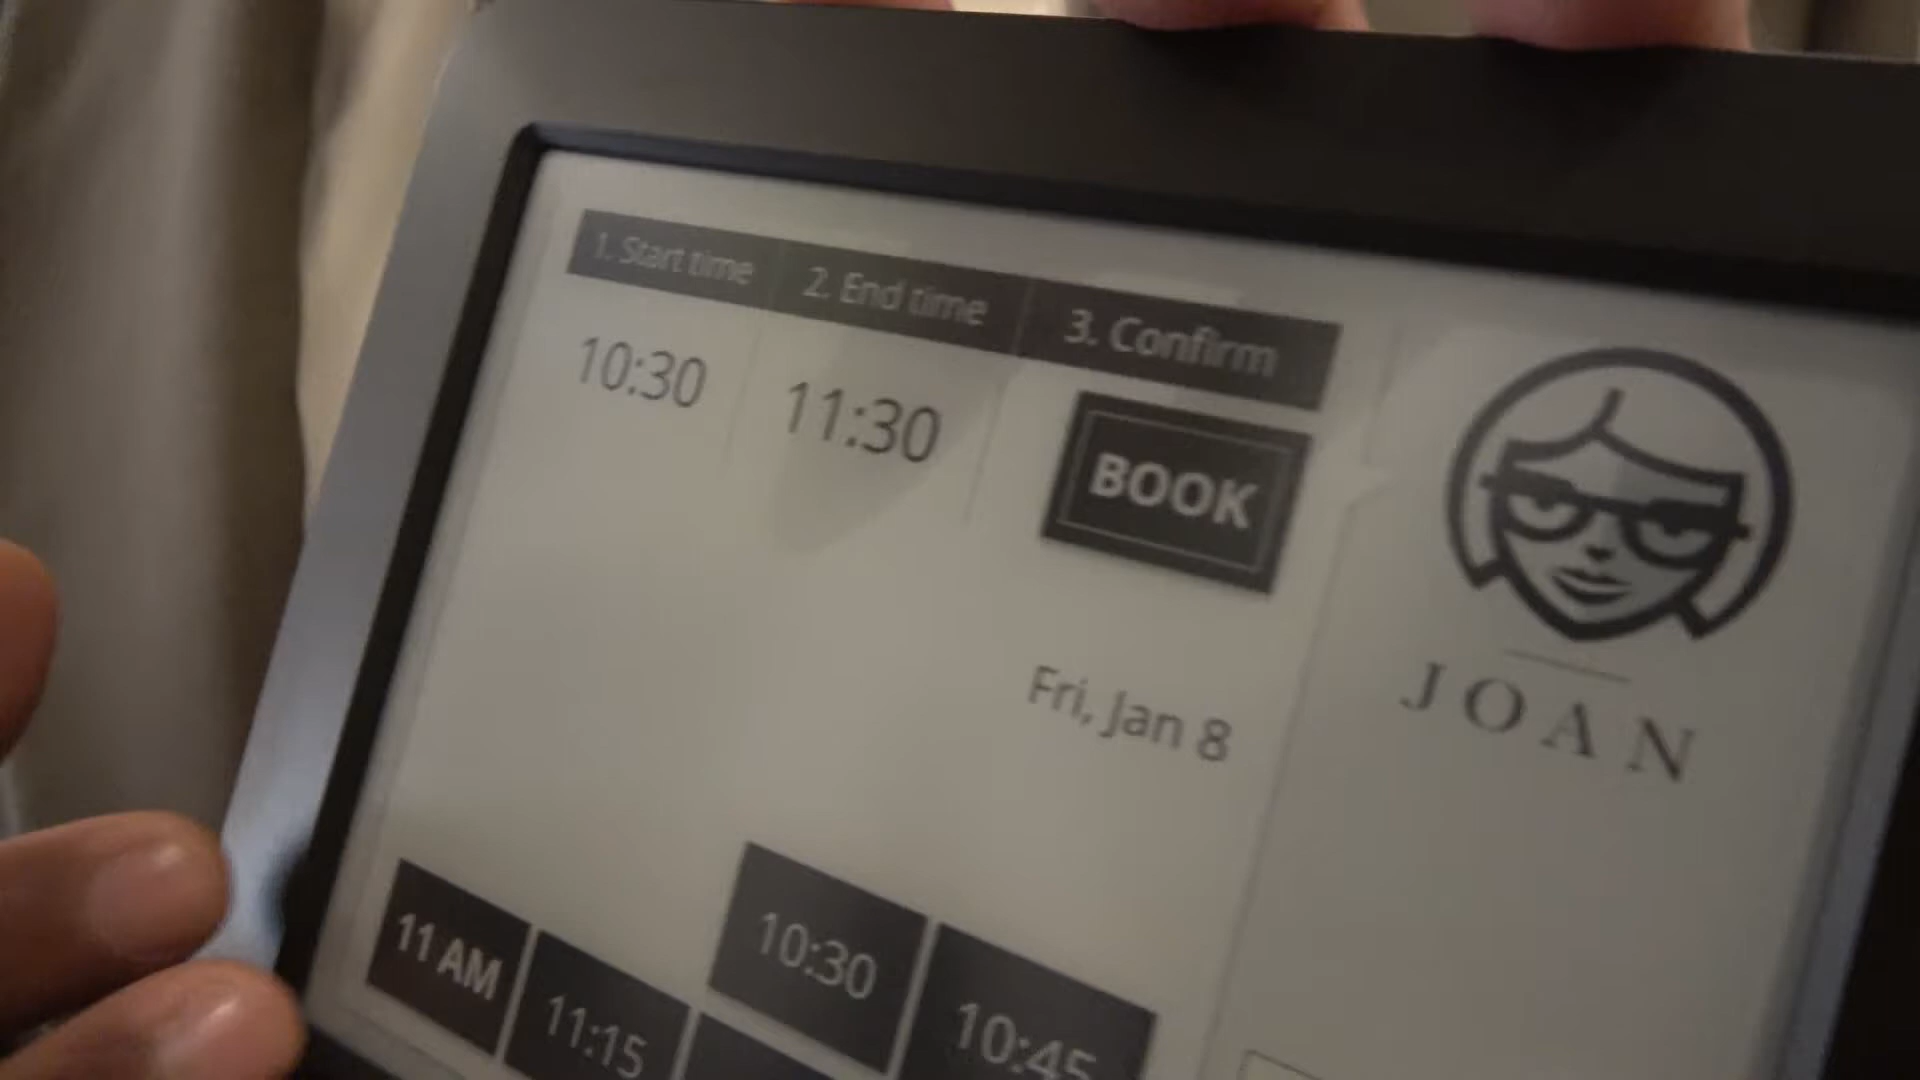 1. Start time 2. End time 3. Confirm
10:30 11:30 BOOK
JOAN
Fri, Jan 8
10:30 10:45
11 AM 11:15